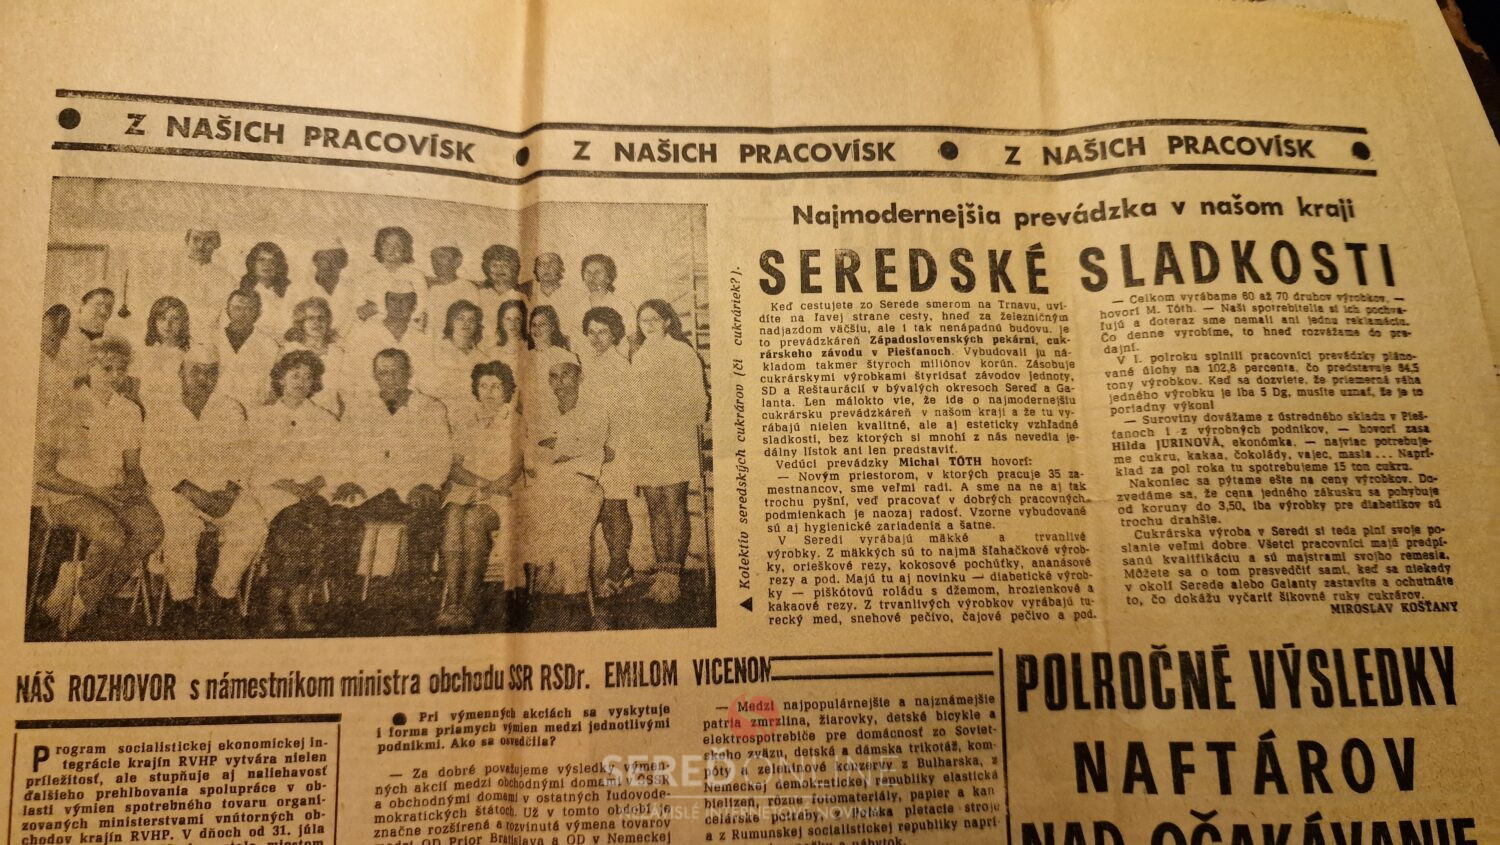 ● Z NAŠICH PRACOVÍSK ● Z NAŠICH PRACOVÍSK ● Z NAŠICH PRACOVÍSK ●
▲ Kolektív seredských cukrárov (či cukráriek?).
Najmodernejšia prevádzka v našom kraji
SEREDSKÉ SLADKOSTI
Keď cestujete zo Serede smerom na Trnavu, uvi-
díte na ľavej strane cesty, hneď za železničným
nadjazdom väčšiu, ale i tak nenápadnú budovu. Je
to prevádzkáreň Západoslovenských pekární, cuk-
rárskeho závodu v Piešťanoch. Vybudovali ju ná-
kladom takmer štyroch miliónov korún. Zásobuje
cukrárskymi výrobkami štyridsať závodov Jednoty,
SD a Reštaurácií v bývalých okresoch Sereď a Ga-
lanta. Len málokto vie, že ide o najmodernejšiu
cukrársku prevádzkáreň v našom kraji a že tu vy-
rábajú nielen kvalitné, ale aj esteticky vzhľadné
sladkosti, bez ktorých si mnohí z nás nevedia je-
dálny lístok ani len predstaviť.
Vedúci prevádzky Michal TÓTH hovorí:
— Novým priestorom, v ktorých pracuje 35 za-
mestnancov, sme veľmi radi. A sme na ne aj tak
trochu pyšní, veď pracovať v dobrých pracovných
podmienkach je naozaj radosť. Vzorne vybudované
sú aj hygienické zariadenia a šatne.
V Seredi vyrábajú mäkké a trvanlivé
výrobky. Z mäkkých sú to najmä šľahačkové výrob-
ky, orieškové rezy, kokosové pochúťky, ananásové
rezy a pod. Majú tu aj novinku — diabetické výrob-
ky — piškótovú roládu s džemom, hrozienkové a
kakaové rezy. Z trvanlivých výrobkov vyrábajú tu-
recký med, snehové pečivo, čajové pečivo a pod.
— Celkom vyrábame 60 až 70 druhov výrobkov, —
hovorí M. Tóth. — Naši spotrebitelia si ich pochva-
ľujú a doteraz sme nemali ani jednu reklamáciu.
Čo denne vyrobíme, to hneď rozvážame do pre-
dajní.
V I. polroku splnili pracovníci prevádzky pláno-
vané úlohy na 102,8 percenta, čo predstavuje 84,5
tony výrobkov. Keď sa dozviete, že priemerná váha
jedného výrobku je iba 5 Dg, musíte uznať, že je to
poriadny výkon!
— Suroviny dovážame z ústredného skladu v Pieš-
ťanoch i z výrobných podnikov, — hovorí zasa
Hilda JURINOVÁ, ekonómka, — najviac potrebuje-
me cukru, kakaa, čokolády, vajec, masla... Naprí-
klad za pol roka tu spotrebujeme 15 ton cukru.
Nakoniec sa pýtame ešte na ceny výrobkov. Do-
zvedáme sa, že cena jedného zákusku sa pohybuje
od koruny do 3,50, iba výrobky pre diabetikov sú
trochu drahšie.
Cukrárska výroba v Seredi si teda plní svoje po-
slanie veľmi dobre. Všetci pracovníci majú predpí-
sanú kvalifikáciu a sú majstrami svojho remesla.
Môžete sa o tom presvedčiť sami, keď sa niekedy
v okolí Serede alebo Galanty zastavíte a ochutnáte
to, čo dokážu vyčariť šikovné ruky cukrárov.
MIROSLAV KOŠŤANY
NÁŠ ROZHOVOR s námestníkom ministra obchodu SSR RSDr. EMILOM VICENOM
Program socialistickej ekonomickej in-
tegrácie krajín RVHP vytvára nielen
príležitosť, ale stupňuje aj naliehavosť
ďalšieho prehlbovania spolupráce v ob-
lasti výmien spotrebného tovaru organi-
zovaných ministerstvami vnútorných ob-
chodov krajín RVHP. V dňoch od 31. júla
● Pri výmenných akciách sa vyskytuje
i forma priamych výmien medzi jednotlivými
podnikmi. Ako sa osvedčila?
— Za dobré považujeme výsledky výmen-
ných akcií medzi obchodnými domami v ČSSR
a obchodnými domami v ostatných ľudovode-
mokratických štátoch. Už v tomto období je
značne rozšírená a rozvinutá výmena tovarov
medzi OD Prior Bratislava a OD v Nemeckej
— Medzi najpopulárnejšie a najznámejšie
patria zmrzlina, žiarovky, detské bicykle a
elektrospotrebiče pre domácnosť zo Soviet-
skeho zväzu, detská a dámska trikotáž, kom-
póty a zeleninové konzervy z Bulharska, z
Nemeckej demokratickej republiky elastická
bielizeň, rôzne fotomateriály, papier a kan
celárske potreby, z Poľska pletacie stroje
a z Rumunskej socialistickej republiky naprí-
POLROČNÉ VÝSLEDKY
NAFTÁROV
NAD OČAKÁVANIE
SEREĎONLINE
NEZÁVISLÉ INTERNETOVÉ NOVINY